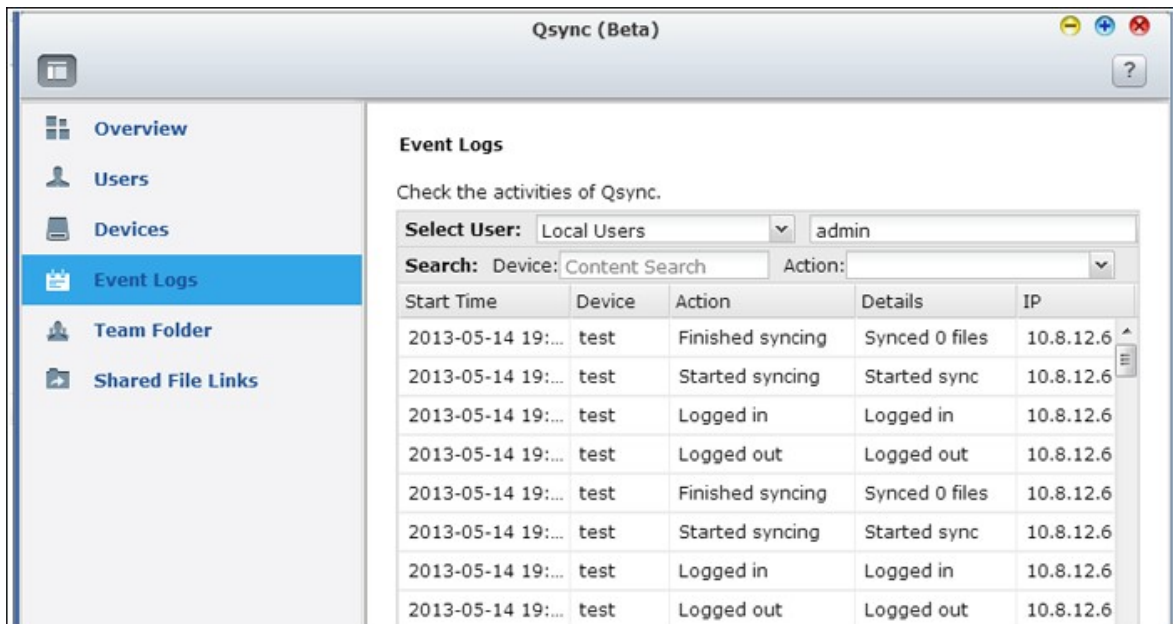 Qsync (Beta)
?
Overview
Users
Devices
Event Logs
Team Folder
Shared File Links
Event Logs
Check the activities of Qsync.
Select User: Local Users admin
Search: Device: Content Search Action:
Start Time Device Action Details IP
2013-05-14 19:... test Finished syncing Synced 0 files 10.8.12.6
2013-05-14 19:... test Started syncing Started sync 10.8.12.6
2013-05-14 19:... test Logged in Logged in 10.8.12.6
2013-05-14 19:... test Logged out Logged out 10.8.12.6
2013-05-14 19:... test Finished syncing Synced 0 files 10.8.12.6
2013-05-14 19:... test Started syncing Started sync 10.8.12.6
2013-05-14 19:... test Logged in Logged in 10.8.12.6
2013-05-14 19:... test Logged out Logged out 10.8.12.6